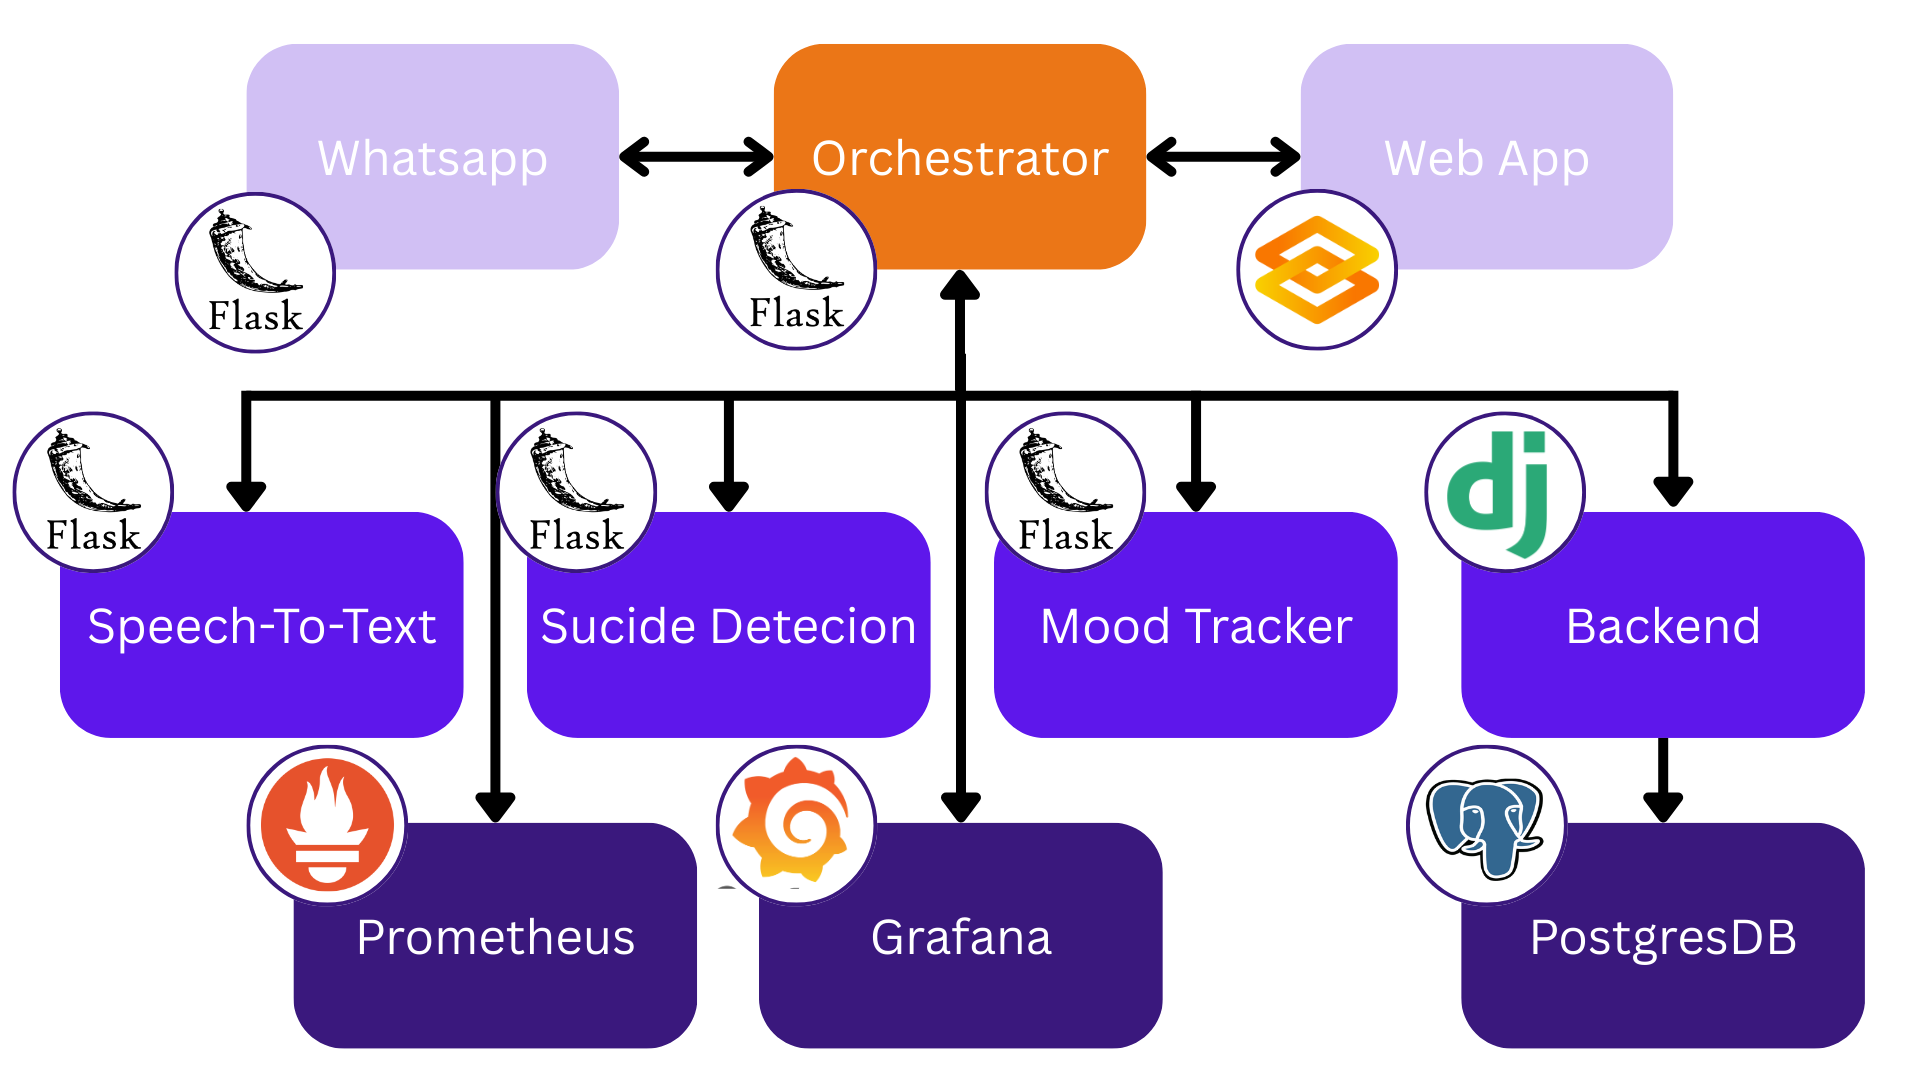 Whatsapp
Orchestrator
Web App
Flask
Flask
Flask
Flask
Flask
dj
Speech-To-Text
Sucide Detecion
Mood Tracker
Backend
Prometheus
Grafana
PostgresDB